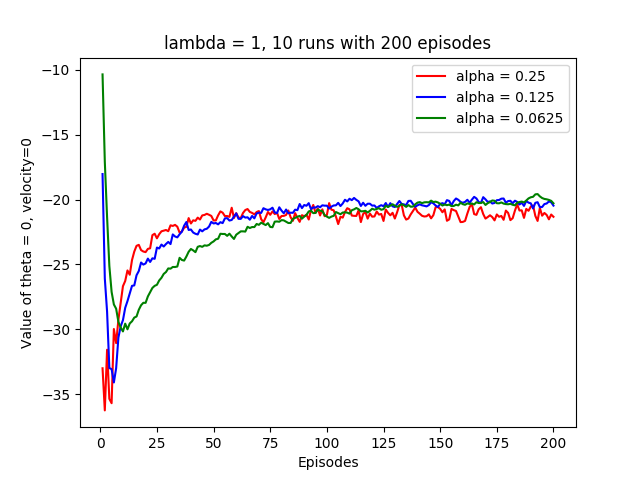 lambda = 1, 10 runs with 200 episodes
alpha = 0.25
alpha = 0.125
alpha = 0.0625
Value of theta = 0, velocity=0
−10
−15
−20
−25
−30
−35
0 25 50 75 100 125 150 175 200
Episodes